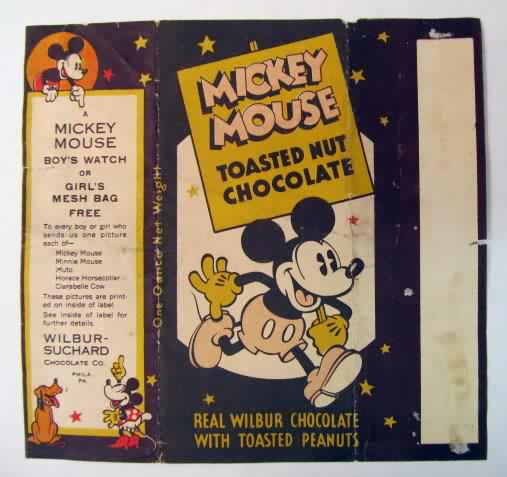 A
MICKEY
MOUSE
BOY'S WATCH
OR
GIRL'S
MESH BAG
FREE
To every boy or girl who
sends us one picture
each of—
Mickey Mouse
Minnie Mouse
Pluto
Horace Horsecollar
Clarabelle Cow
These pictures are print-
ed on inside of label
See inside of label for
further details.
WILBUR-
SUCHARD
CHOCOLATE CO.
PHILA.
PA.
One Ounce Net Weight
MICKEY
MOUSE
TOASTED NUT
CHOCOLATE
REAL WILBUR CHOCOLATE
WITH TOASTED PEANUTS